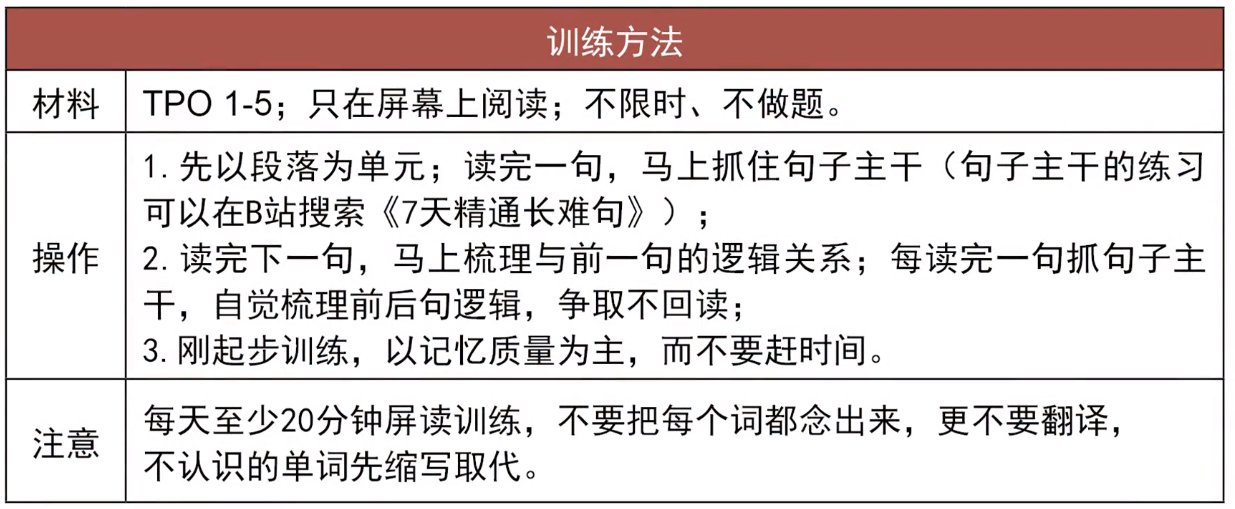 训练方法
材料
TPO 1-5；只在屏幕上阅读；不限时、不做题。
操作
1.先以段落为单元；读完一句，马上抓住句子主干（句子主干的练习
可以在B站搜索《7天精通长难句》）；
2.读完下一句，马上梳理与前一句的逻辑关系；每读完一句抓句子主
干，自觉梳理前后句逻辑，争取不回读；
3.刚起步训练，以记忆质量为主，而不要赶时间。
注意
每天至少20分钟屏读训练，不要把每个词都念出来，更不要翻译，
不认识的单词先缩写取代。